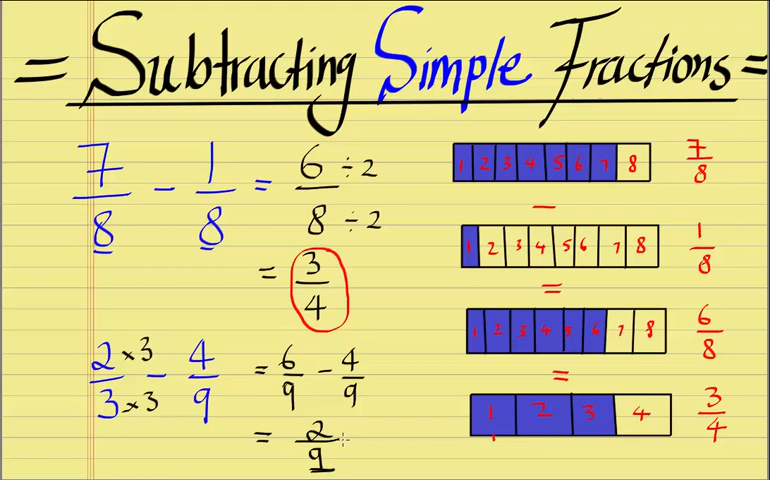 = Subtracting Simple Fractions =
7/8 - 1/8 = 6/8 ÷2 ÷2
= 3/4
2/3 ×3 ×3 - 4/9 = 6/9 - 4/9
= 2/9
1 2 3 4 5 6 7 8 7/8
-
1 2 3 4 5 6 7 8 1/8
=
1 2 3 4 5 6 7 8 6/8
=
1 2 3 4 3/4